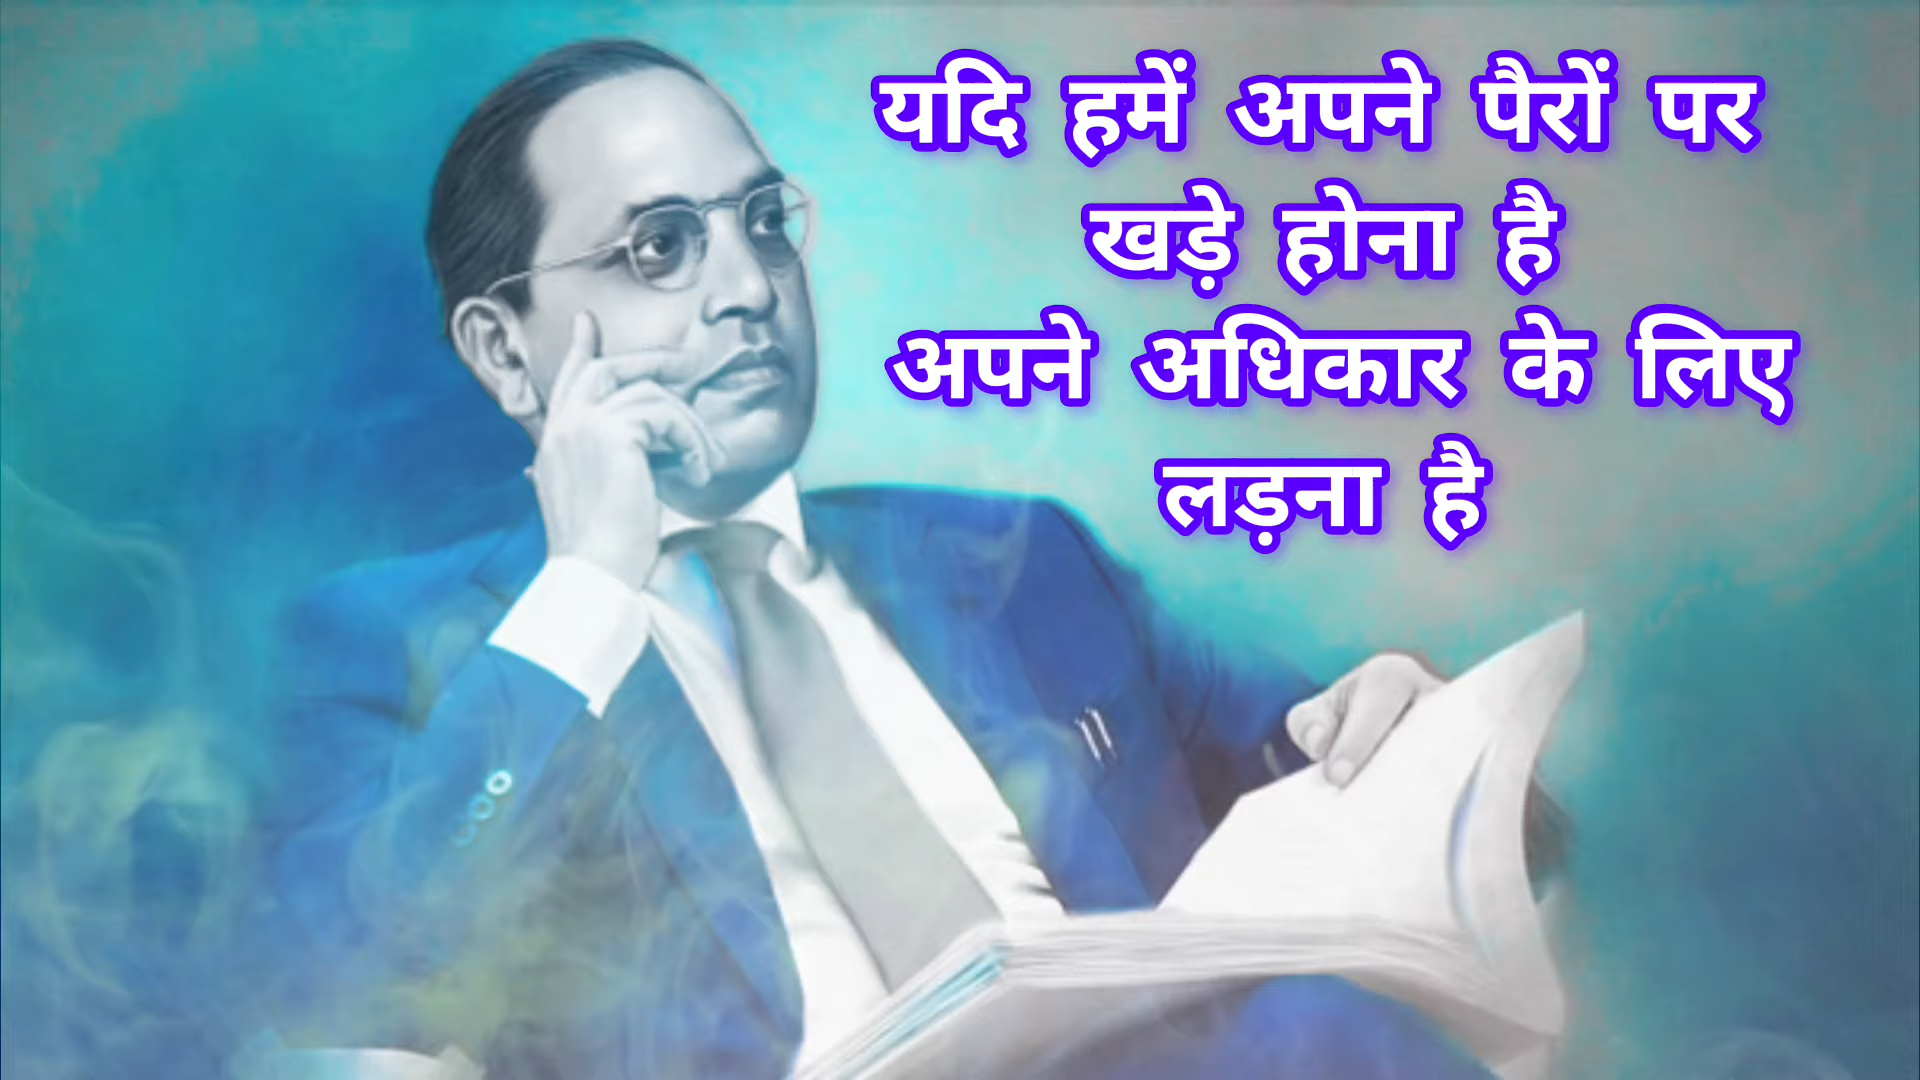 यदि हमें अपने पैरों पर
खड़े होना है
अपने अधिकार के लिए
लड़ना है